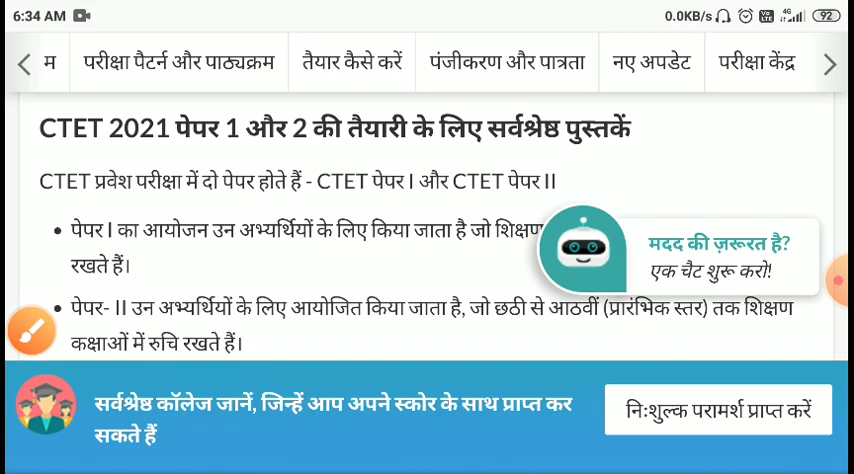 6:34 AM
0.0KB/s Vo LTE 4G 92
म परीक्षा पैटर्न और पाठ्यक्रम तैयार कैसे करें पंजीकरण और पात्रता नए अपडेट परीक्षा केंद्र
CTET 2021 पेपर 1 और 2 की तैयारी के लिए सर्वश्रेष्ठ पुस्तकें
CTET प्रवेश परीक्षा में दो पेपर होते हैं - CTET पेपर I और CTET पेपर II
• पेपर I का आयोजन उन अभ्यर्थियों के लिए किया जाता है जो शिक्षण
रखते हैं।
मदद की ज़रूरत है?
एक चैट शुरू करो!
• पेपर- II उन अभ्यर्थियों के लिए आयोजित किया जाता है, जो छठी से आठवीं (प्रारंभिक स्तर) तक शिक्षण
कक्षाओं में रुचि रखते हैं।
सर्वश्रेष्ठ कॉलेज जानें, जिन्हें आप अपने स्कोर के साथ प्राप्त कर
सकते हैं
निःशुल्क परामर्श प्राप्त करें